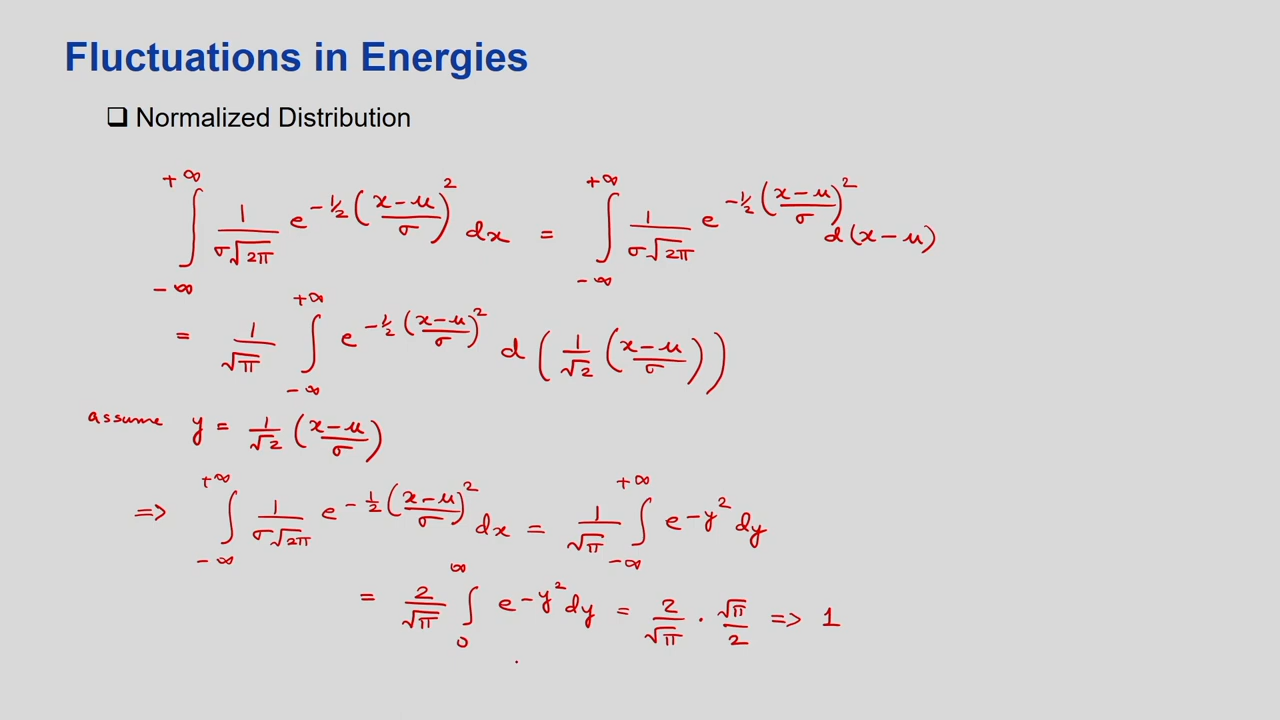 Fluctuations in Energies
❑ Normalized Distribution
∫_{-∞}^{+∞} 1/(σ√2π) e^{-1/2 ((x-μ)/σ)^2} dx = ∫_{-∞}^{+∞} 1/(σ√2π) e^{-1/2 ((x-μ)/σ)^2} d(x-μ)
= 1/√π ∫_{-∞}^{+∞} e^{-1/2 ((x-μ)/σ)^2} d(1/√2 ((x-μ)/σ))
assume y = 1/√2 ((x-μ)/σ)
=> ∫_{-∞}^{+∞} 1/(σ√2π) e^{-1/2 ((x-μ)/σ)^2} dx = 1/√π ∫_{-∞}^{+∞} e^{-y^2} dy
= 2/√π ∫_{0}^{∞} e^{-y^2} dy = 2/√π · √π/2 => 1